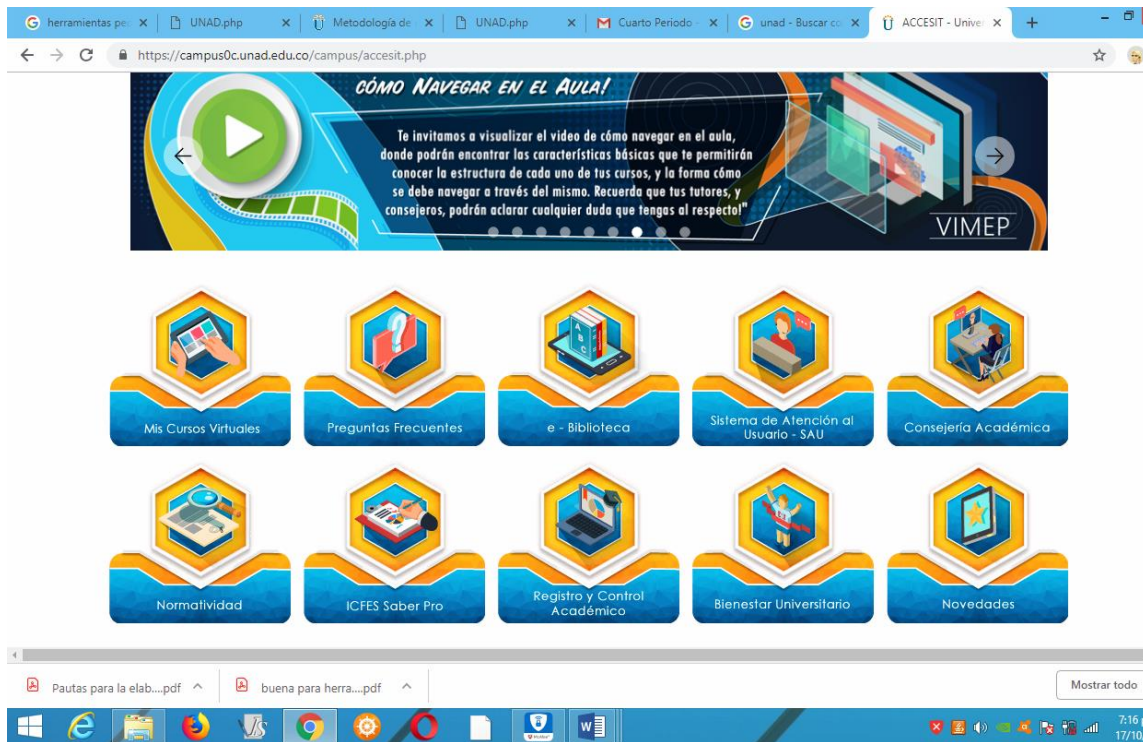 herramientas pe
UNAD.php
Metodología de
UNAD.php
Cuarto Periodo -
unad - Buscar co
ACCESIT - Univer
https://campus0c.unad.edu.co/campus/accesit.php
CÓMO NAVEGAR EN EL AULA!
Te invitamos a visualizar el video de cómo navegar en el aula,
donde podrán encontrar las características básicas que te permitirán
conocer la estructura de cada uno de tus cursos, y la forma cómo
se debe navegar a través del mismo. Recuerda que tus tutores, y
consejeros, podrán aclarar cualquier duda que tengas al respecto!"
VIMEP
A
B
C
Mis Cursos Virtuales
Preguntas Frecuentes
e - Biblioteca
Sistema de Atención al
Usuario - SAU
Consejería Académica
Normatividad
ICFES Saber Pro
Registro y Control
Académico
Bienestar Universitario
Novedades
Pautas para la elab....pdf
buena para herra....pdf
Mostrar todo
7:16 p
17/10